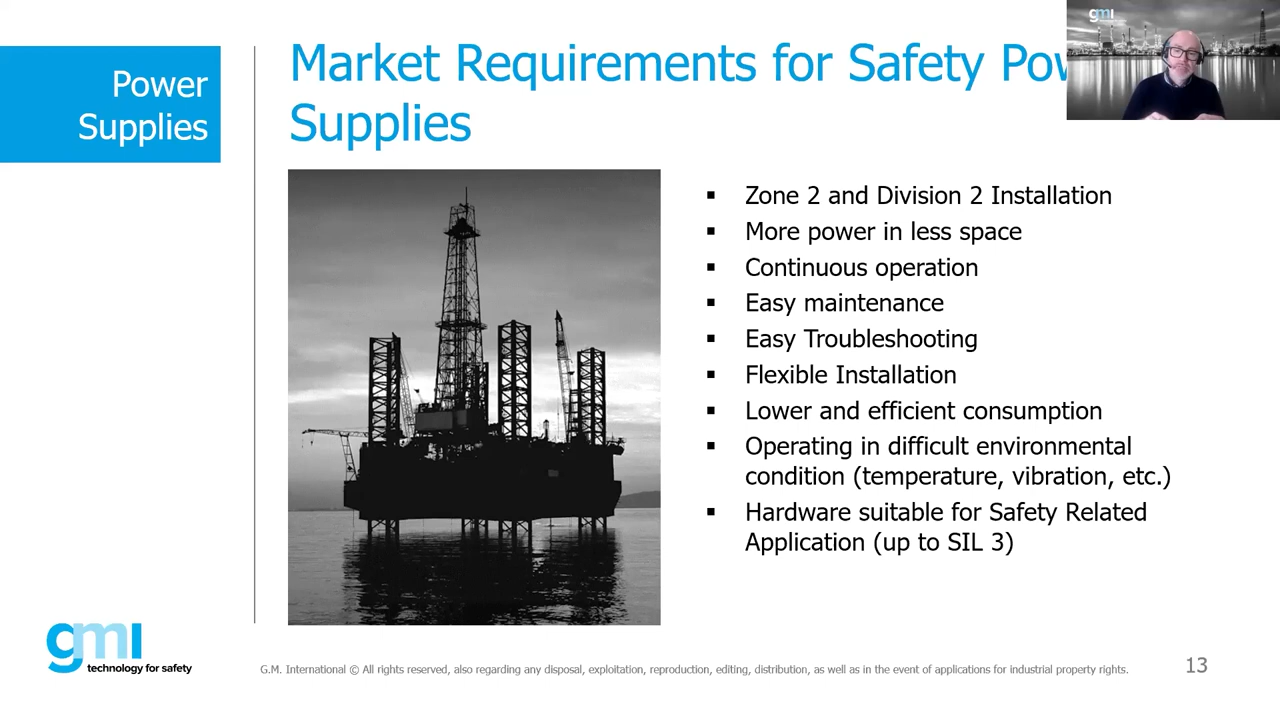 Power
Supplies
Market Requirements for Safety
Supplies
gmi
▪ Zone 2 and Division 2 Installation
▪ More power in less space
▪ Continuous operation
▪ Easy maintenance
▪ Easy Troubleshooting
▪ Flexible Installation
▪ Lower and efficient consumption
▪ Operating in difficult environmental
condition (temperature, vibration, etc.)
▪ Hardware suitable for Safety Related
Application (up to SIL 3)
gmi
technology for safety
G.M. International © All rights reserved, also regarding any disposal, exploitation, reproduction, editing, distribution, as well as in the event of applications for industrial property rights.
13